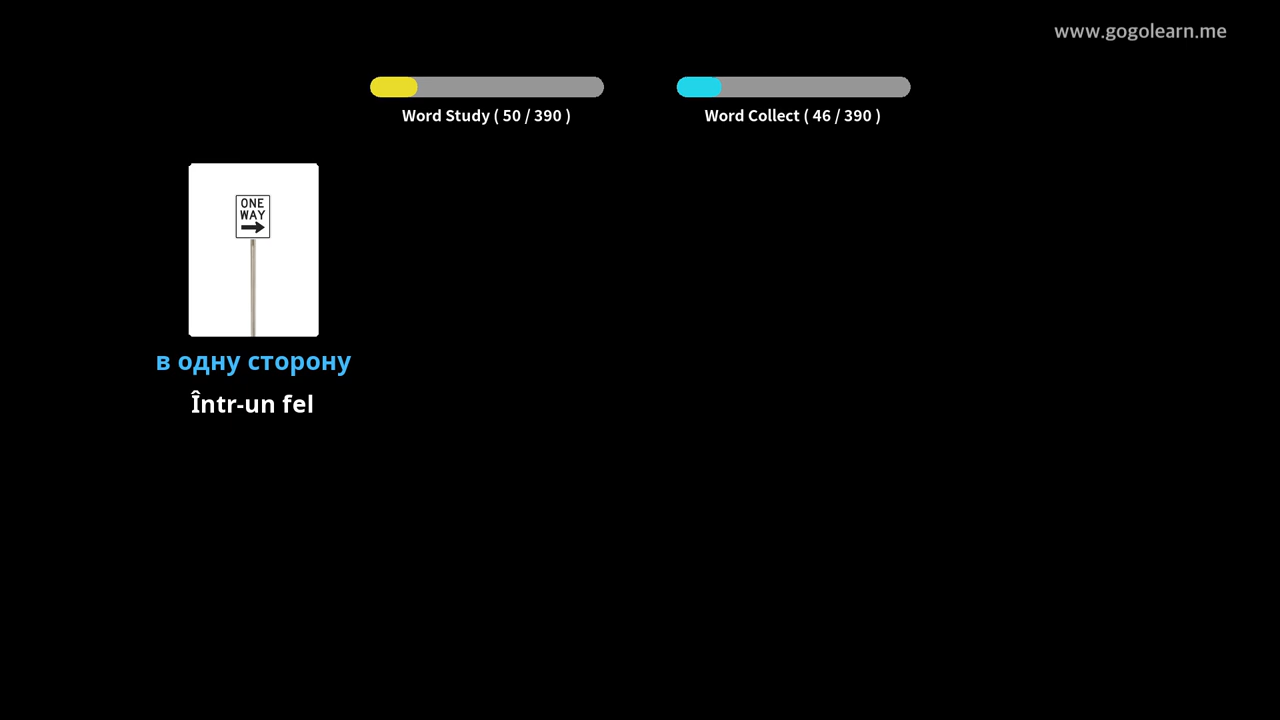 www.gogolearn.me
Word Study ( 50 / 390 )
Word Collect ( 46 / 390 )
ONE
WAY
в одну сторону
Într-un fel